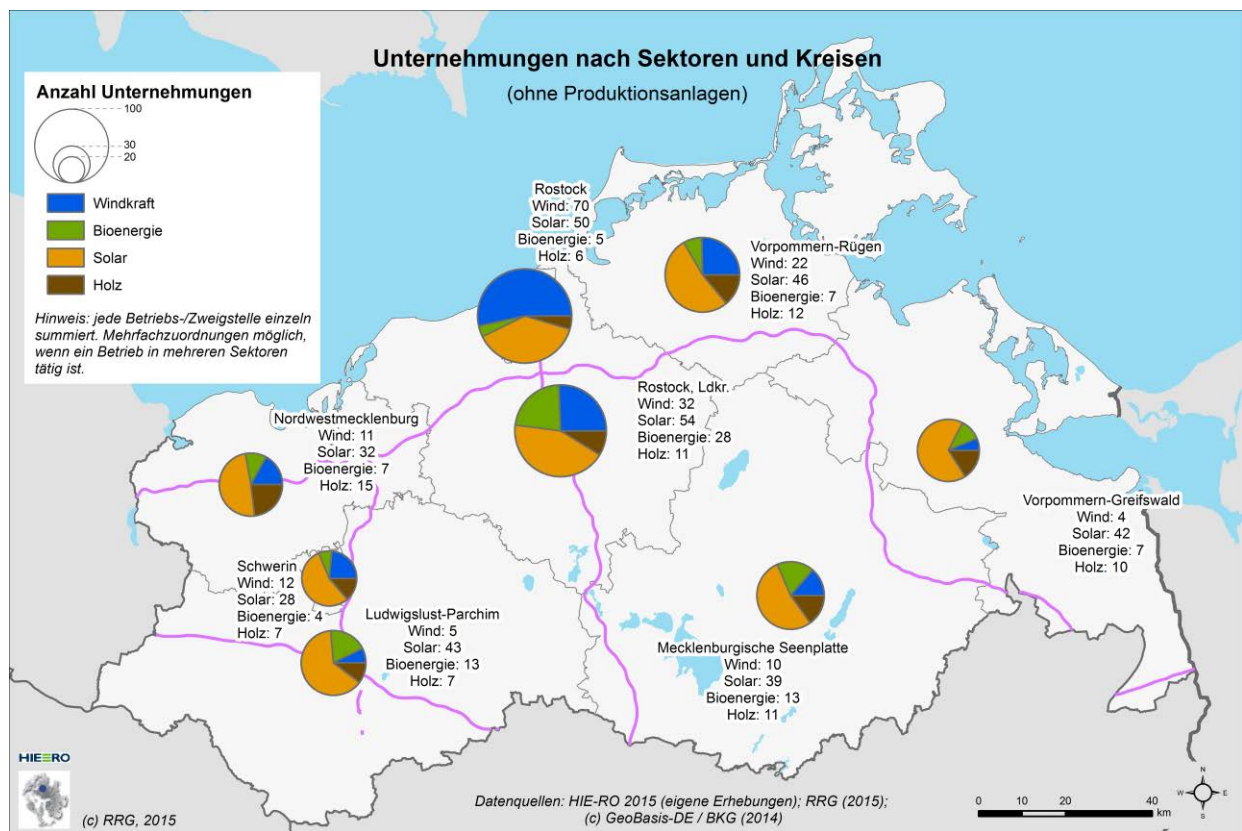 Unternehmungen nach Sektoren und Kreisen
(ohne Produktionsanlagen)
Anzahl Unternehmungen
100
30
20
Windkraft
Bioenergie
Solar
Holz
Hinweis: jede Betriebs-/Zweigstelle einzeln
summiert. Mehrfachzuordnungen möglich,
wenn ein Betrieb in mehreren Sektoren
tätig ist.
Rostock
Wind: 70
Solar: 50
Bioenergie: 5
Holz: 6
Vorpommern-Rügen
Wind: 22
Solar: 46
Bioenergie: 7
Holz: 12
Rostock, Ldkr.
Wind: 32
Solar: 54
Bioenergie: 28
Holz: 11
Nordwestmecklenburg
Wind: 11
Solar: 32
Bioenergie: 7
Holz: 15
Vorpommern-Greifswald
Wind: 4
Solar: 42
Bioenergie: 7
Holz: 10
Schwerin
Wind: 12
Solar: 28
Bioenergie: 4
Holz: 7
Ludwigslust-Parchim
Wind: 5
Solar: 43
Bioenergie: 13
Holz: 7
Mecklenburgische Seenplatte
Wind: 10
Solar: 39
Bioenergie: 13
Holz: 11
HIE-RO
(c) RRG, 2015
Datenquellen: HIE-RO 2015 (eigene Erhebungen); RRG (2015);
(c) GeoBasis-DE / BKG (2014)
0 10 20 40
km
N
W E
S